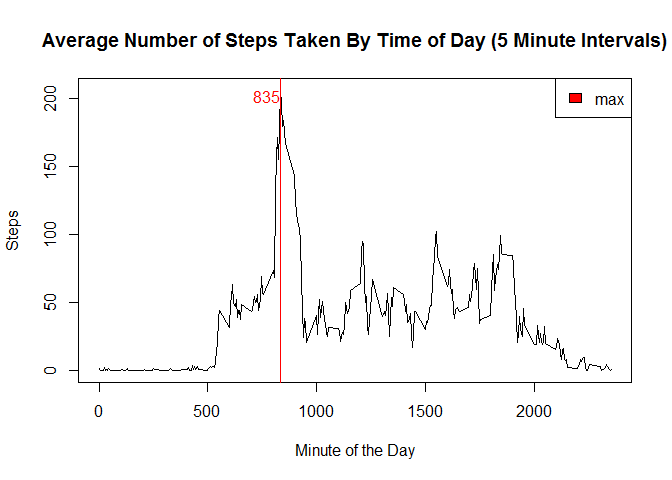 Average Number of Steps Taken By Time of Day (5 Minute Intervals)
835
max
Steps
0
50
100
150
200
0
500
1000
1500
2000
Minute of the Day